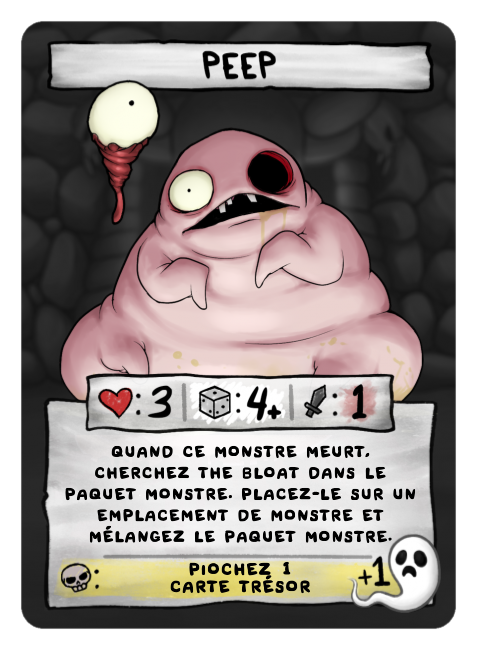 PEEP
:3 :4+ :1
QUAND CE MONSTRE MEURT,
CHERCHEZ THE BLOAT DANS LE
PAQUET MONSTRE. PLACEZ-LE SUR UN
EMPLACEMENT DE MONSTRE ET
MÉLANGEZ LE PAQUET MONSTRE.
: PIOCHEZ 1
CARTE TRÉSOR
+1